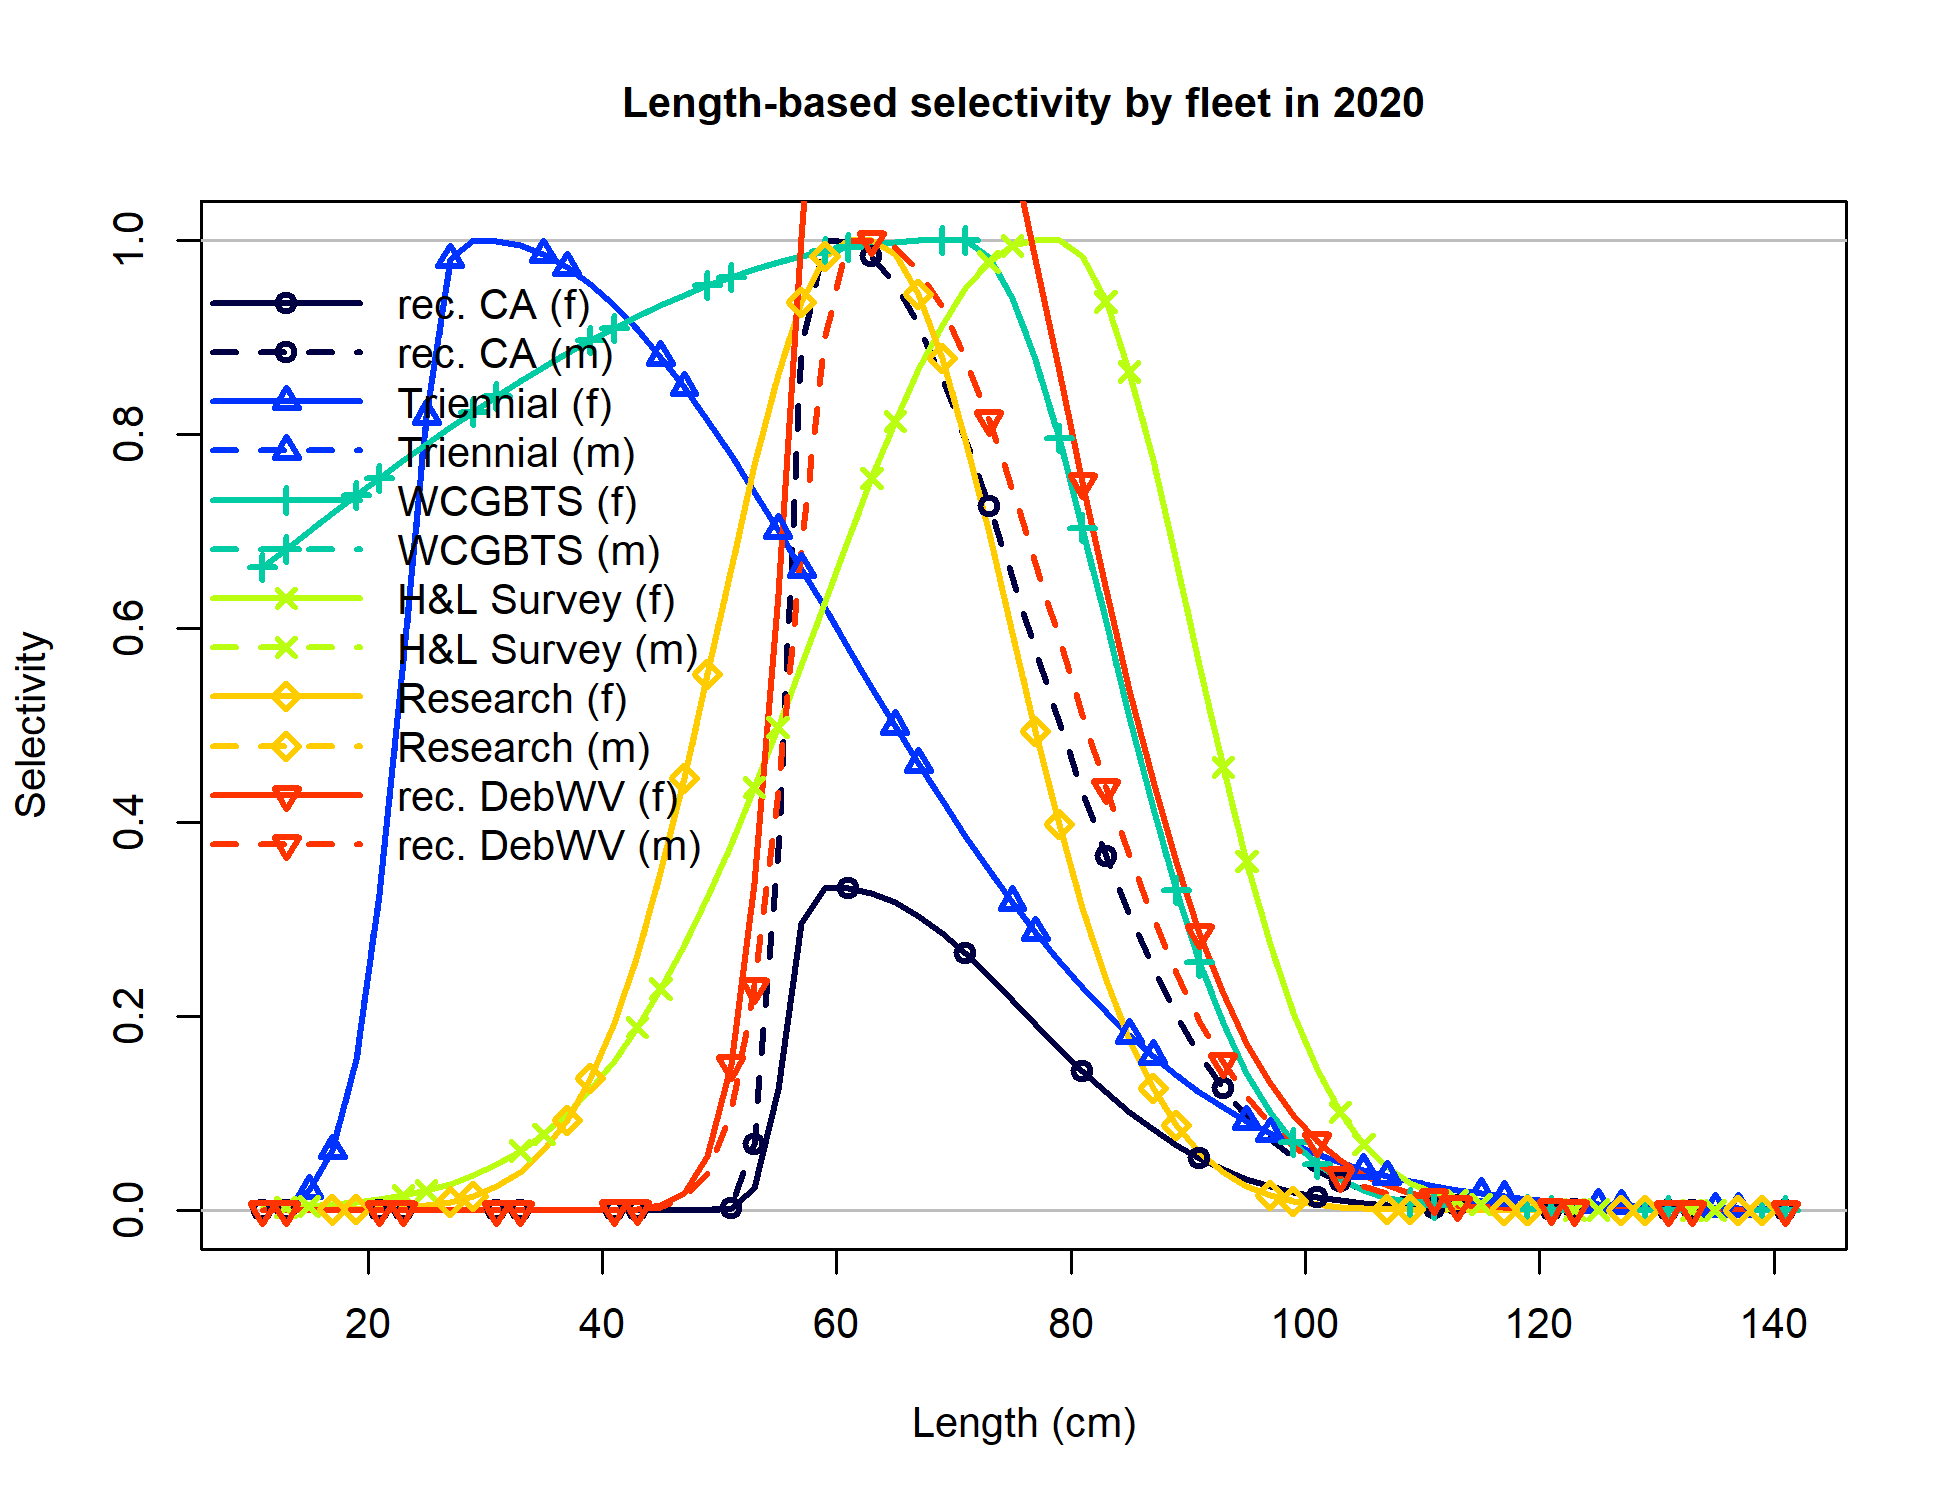 Length-based selectivity by fleet in 2020
1.0
0.8
0.6
0.4
0.2
0.0
Selectivity
rec. CA (f)
rec. CA (m)
Triennial (f)
Triennial (m)
WCGBTS (f)
WCGBTS (m)
H&L Survey (f)
H&L Survey (m)
Research (f)
Research (m)
rec. DebWV (f)
rec. DebWV (m)
20 40 60 80 100 120 140
Length (cm)